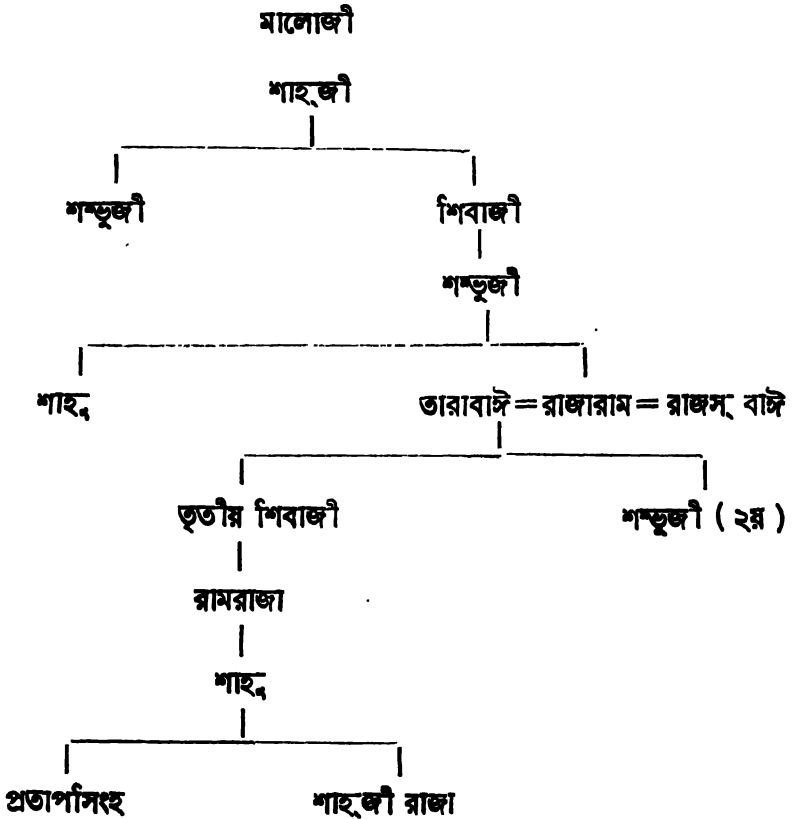 মালোজী
শাহুজী
শম্ভুজী শিবাজী
শম্ভুজী
শাহু তারাবাঈ = রাজারাম = রাজস্ বাঈ
তৃতীয় শিবাজী শম্ভুজী ( ২য় )
রামরাজা
শাহু
প্রতাপসিংহ শাহুজী রাজা